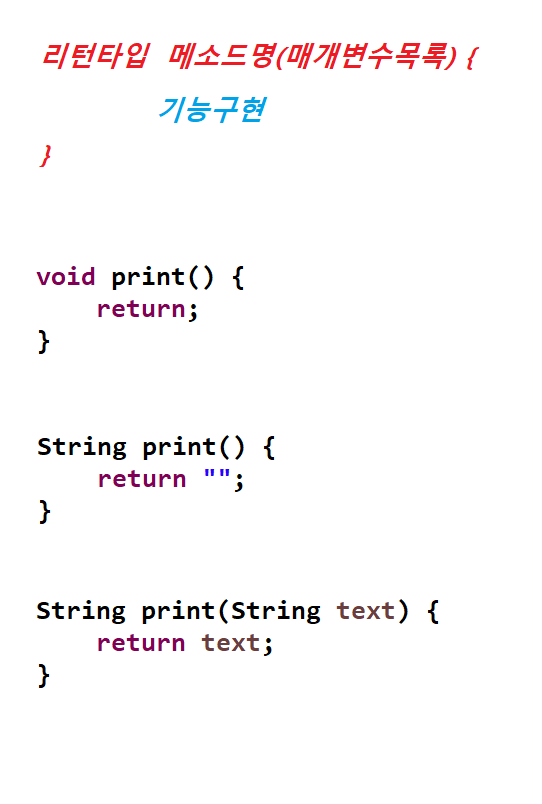 리턴타입 메소드명(매개변수목록) {
기능구현
}
void print() {
return;
}
String print() {
return "";
}
String print(String text) {
return text;
}